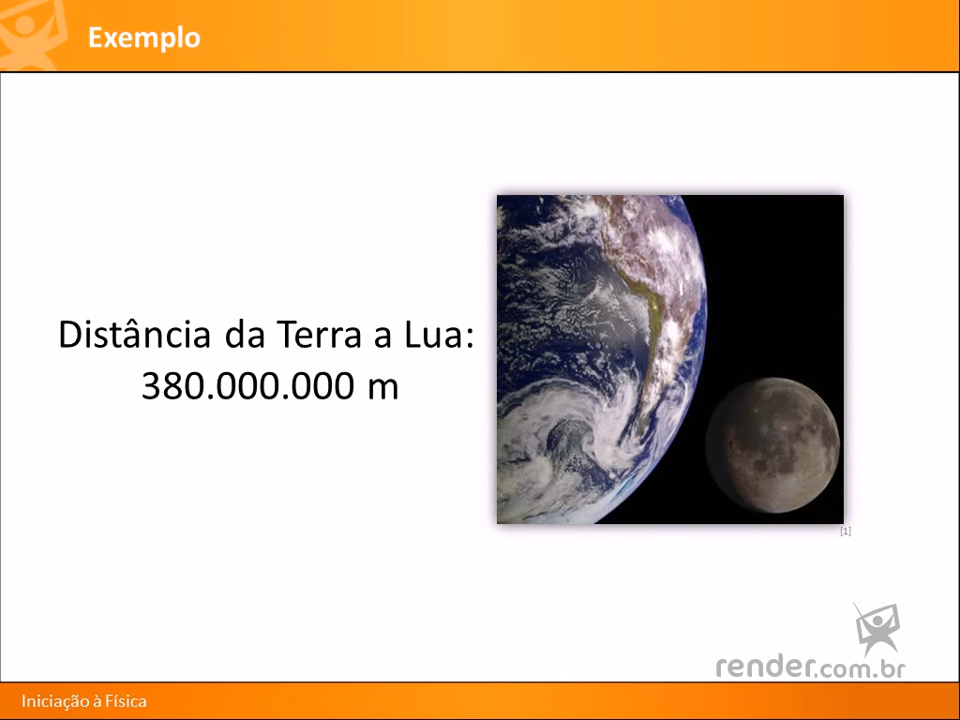 Exemplo
Distância da Terra a Lua:
380.000.000 m
[1]
render.com.br
Iniciação à Física